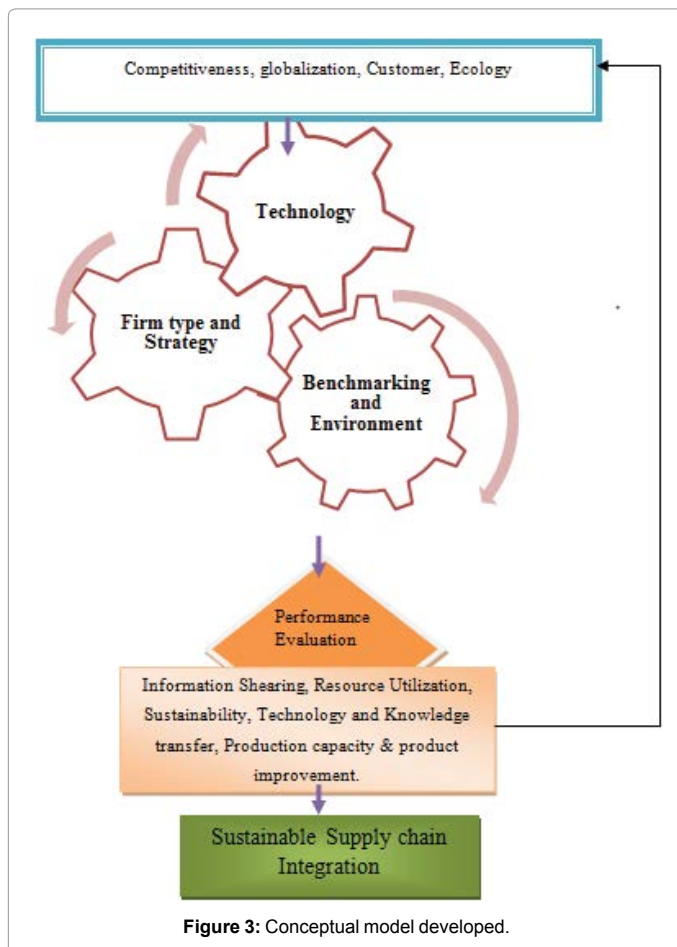 Competitiveness, globalization, Customer, Ecology
Technology
Firm type and
Strategy
Benchmarking
and
Environment
Performance
Evaluation
Information Shearing, Resource Utilization,
Sustainability, Technology and Knowledge
transfer, Production capacity & product
improvement.
Sustainable Supply chain
Integration
Figure 3: Conceptual model developed.